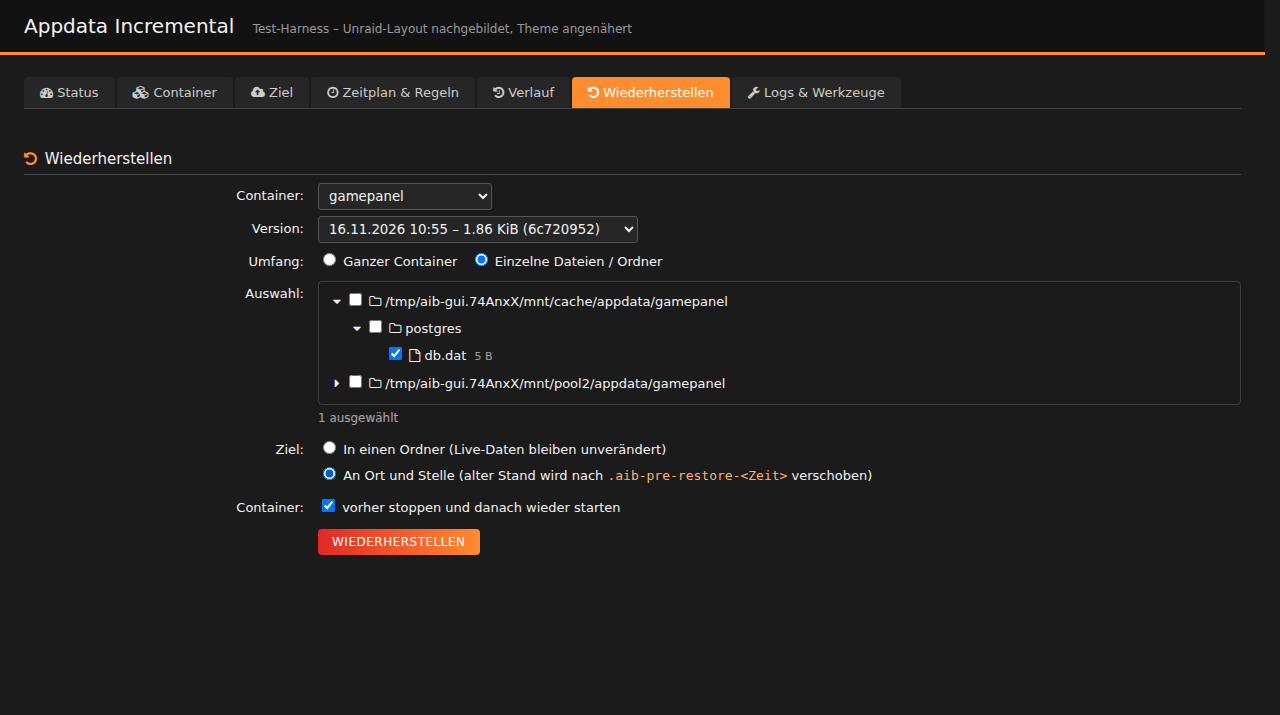 Appdata Incremental Test-Harness – Unraid-Layout nachgebildet, Theme angenähert
Status Container Ziel Zeitplan & Regeln Verlauf Wiederherstellen Logs & Werkzeuge
Wiederherstellen
Container: gamepanel
Version: 16.11.2026 10:55 – 1.86 KiB (6c720952)
Umfang: Ganzer Container Einzelne Dateien / Ordner
Auswahl: /tmp/aib-gui.74AnxX/mnt/cache/appdata/gamepanel
postgres
db.dat 5 B
/tmp/aib-gui.74AnxX/mnt/pool2/appdata/gamepanel
1 ausgewählt
Ziel: In einen Ordner (Live-Daten bleiben unverändert)
An Ort und Stelle (alter Stand wird nach .aib-pre-restore-<Zeit> verschoben)
Container: vorher stoppen und danach wieder starten
WIEDERHERSTELLEN